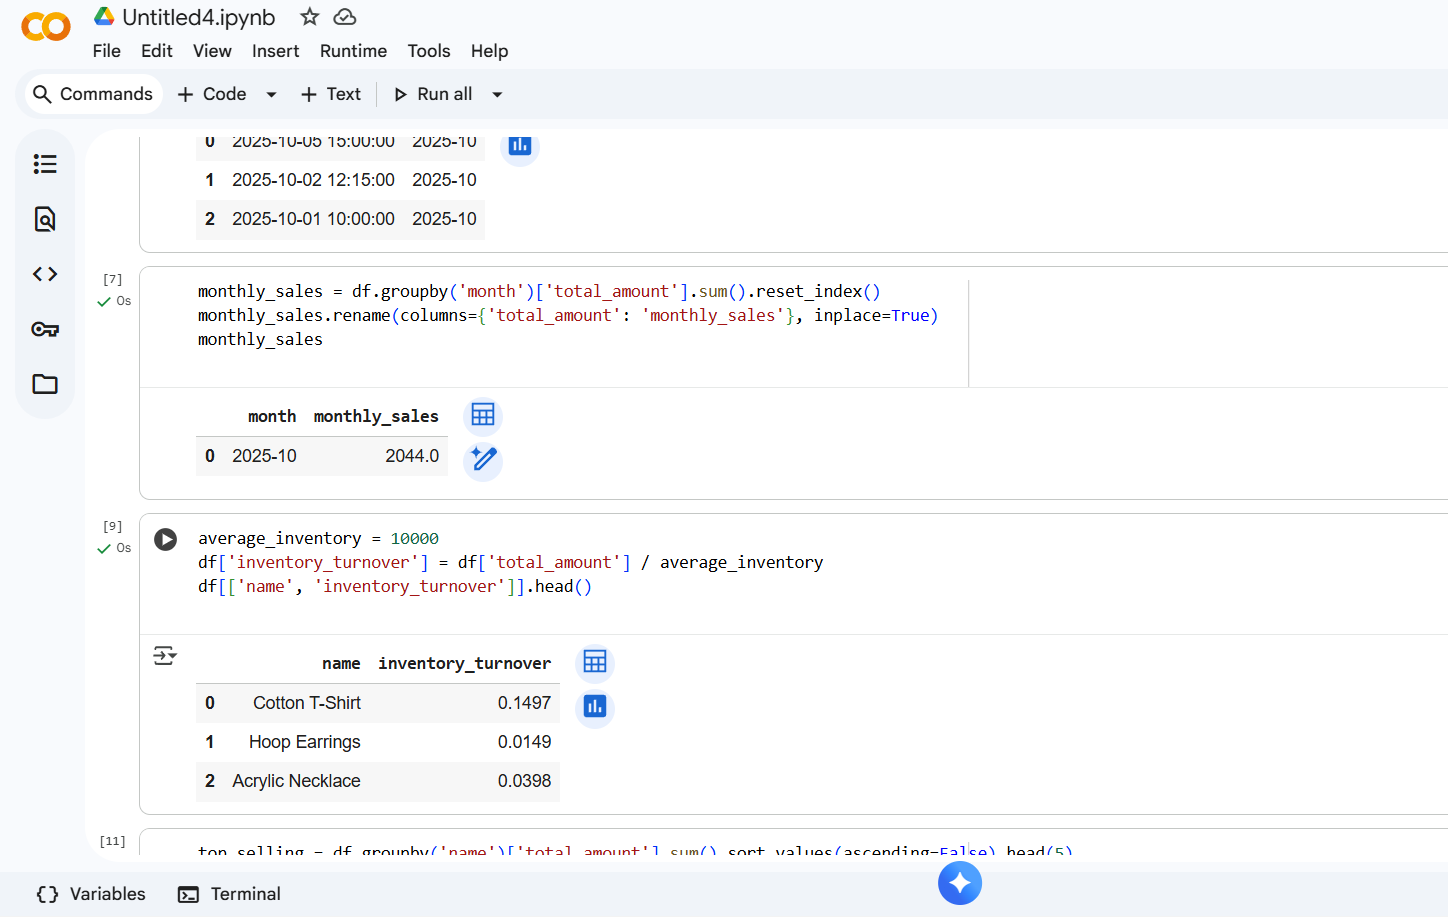 Untitled4.ipynb
File Edit View Insert Runtime Tools Help
Commands + Code + Text Run all
0 2025-10-05 15:00:00 2025-10
1 2025-10-02 12:15:00 2025-10
2 2025-10-01 10:00:00 2025-10
[7]
0s
monthly_sales = df.groupby('month')['total_amount'].sum().reset_index()
monthly_sales.rename(columns={'total_amount': 'monthly_sales'}, inplace=True)
monthly_sales
month monthly_sales
0 2025-10 2044.0
[9]
0s
average_inventory = 10000
df['inventory_turnover'] = df['total_amount'] / average_inventory
df[['name', 'inventory_turnover']].head()
name inventory_turnover
0 Cotton T-Shirt 0.1497
1 Hoop Earrings 0.0149
2 Acrylic Necklace 0.0398
[11]
top_selling = df.groupby('name')['total_amount'].sum().sort_values(ascending=False).head(5)
{} Variables Terminal